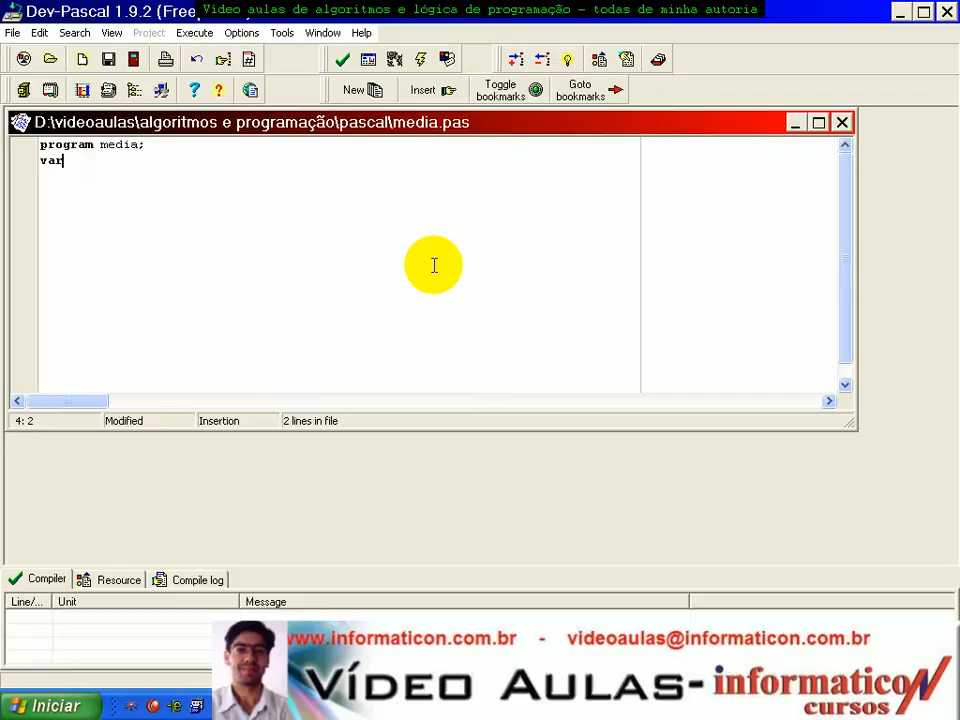 Dev-Pascal 1.9.2 (Freep
Vídeo aulas de algoritmos e lógica de programação - todas de minha autoria
File Edit Search View Project Execute Options Tools Window Help
New Insert Toggle bookmarks Goto bookmarks
D:\videoaulas\algoritmos e programação\pascal\media.pas
program media;
var
4: 2 Modified Insertion 2 lines in file
Compiler Resource Compile log
Line/... Unit Message
www.informaticon.com.br - videoaulas@informaticon.com.br
VÍDEO AULAS-informaticon
cursos
Iniciar